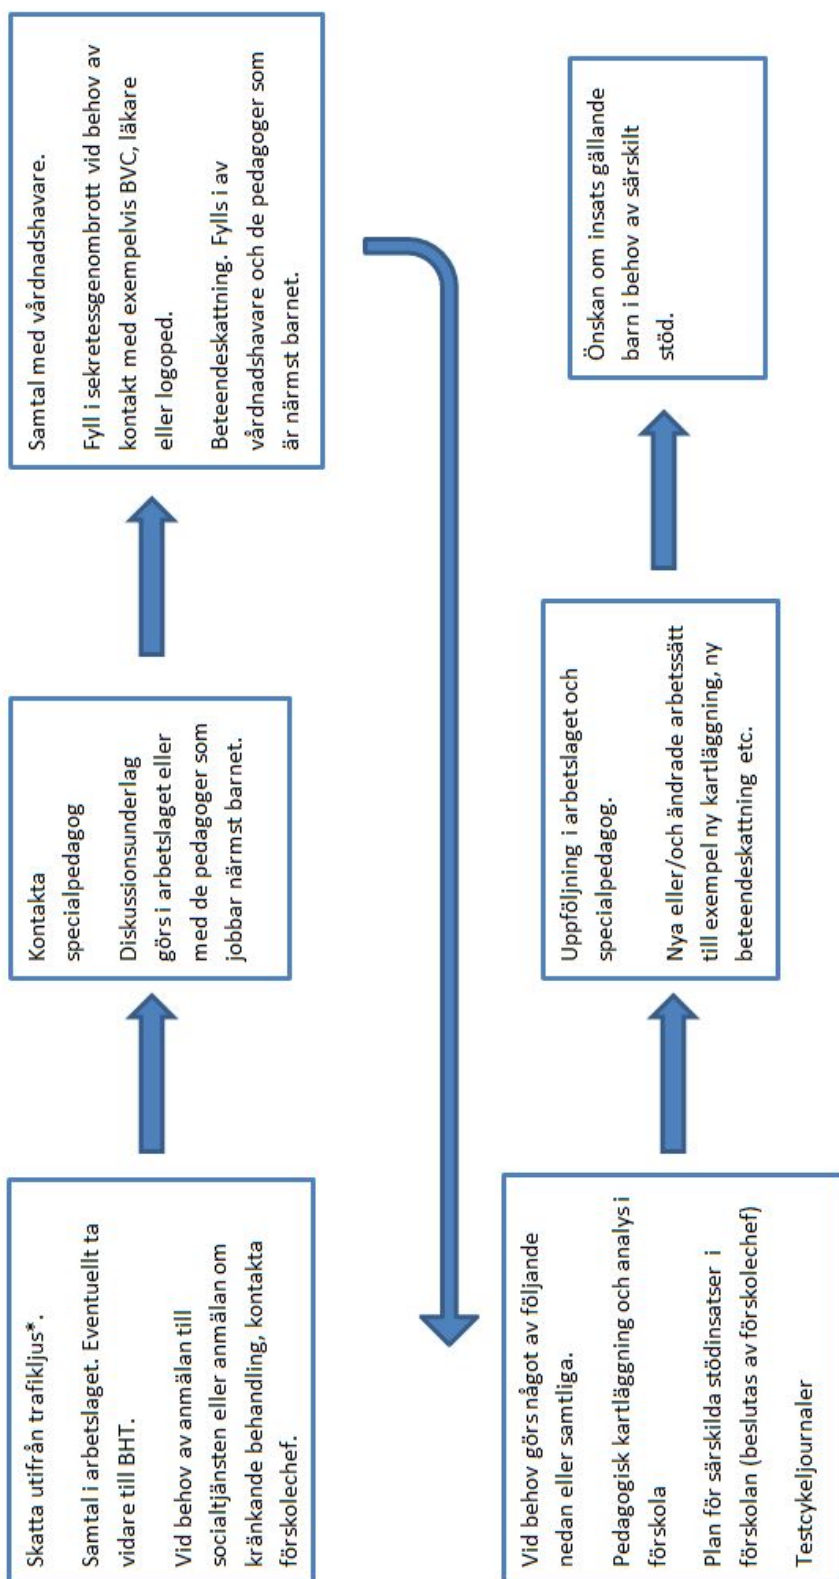 Skatta utifrån trafikljus*.
Samtal i arbetslaget. Eventuellt ta
vidare till BHT.
Vid behov av anmälan till
socialtjänsten eller anmälan om
kränkande behandling, kontakta
förskolechef.
Kontakta
specialpedagog
Diskussionsunderlag
görs i arbetslaget eller
med de pedagoger som
jobbar närmst barnet.
Samtal med vårdnadshavare.
Fyll i sekretessgenombrott vid behov av
kontakt med exempelvis BVC, läkare
eller logoped.
Beteendeskattning. Fylls i av
vårdnadshavare och de pedagoger som
är närmst barnet.
Vid behov görs något av följande
nedan eller samtliga.
Pedagogisk kartläggning och analys i
förskola
Plan för särskilda stödinsatser i
förskolan (beslutas av förskolechef)
Testcykeljournaler
Uppföljning i arbetslaget och
specialpedagog.
Nya eller/och ändrade arbetssätt
till exempel ny kartläggning, ny
beteendeskattning etc.
Önskan om insats gällande
barn i behov av särskilt
stöd.